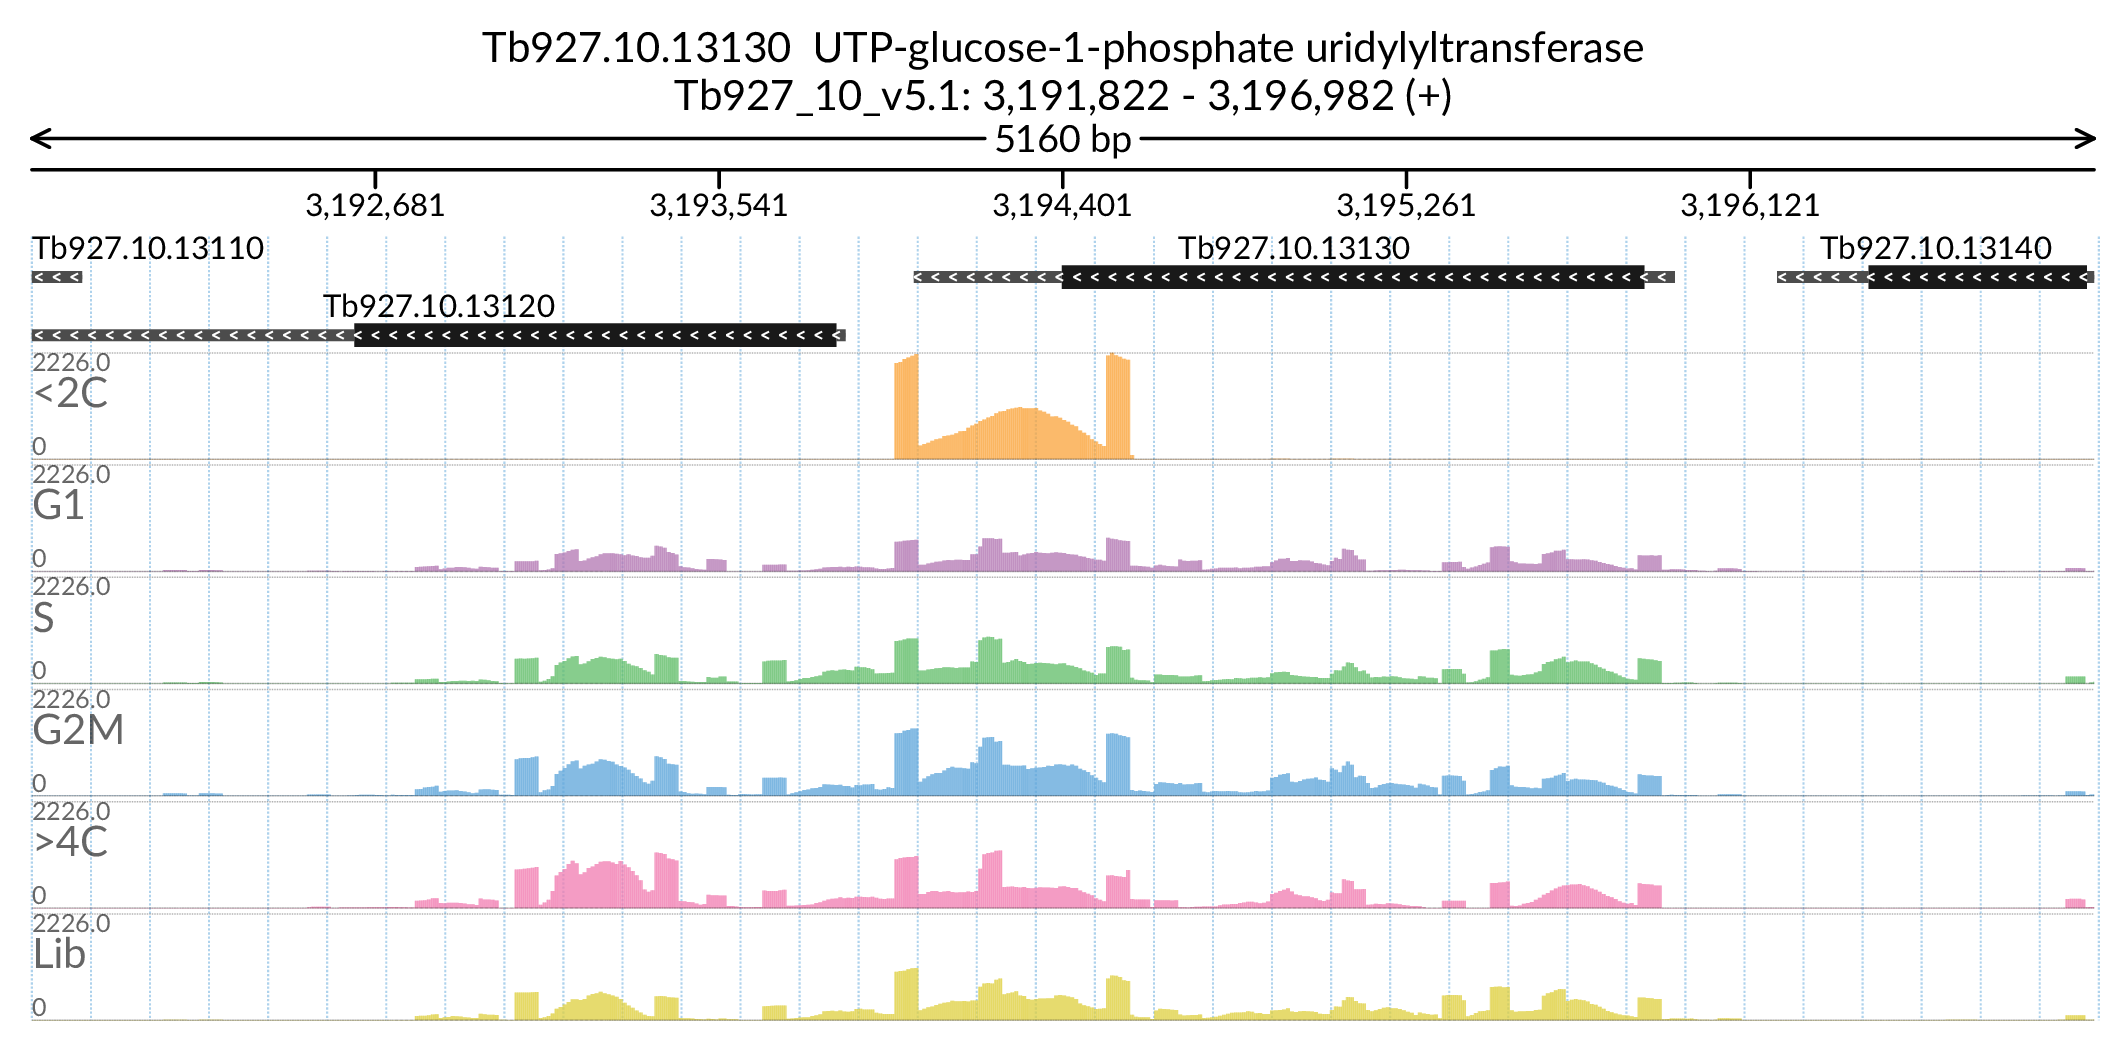 Tb927.10.13130  UTP-glucose-1-phosphate uridylyltransferase
Tb927_10_v5.1: 3,191,822 - 3,196,982 (+)
5160 bp
3,192,681 3,193,541 3,194,401 3,195,261 3,196,121
Tb927.10.13110 Tb927.10.13130 Tb927.10.13140
Tb927.10.13120
2226.0
<2C
0
2226.0
G1
0
2226.0
S
0
2226.0
G2M
0
2226.0
>4C
0
2226.0
Lib
0